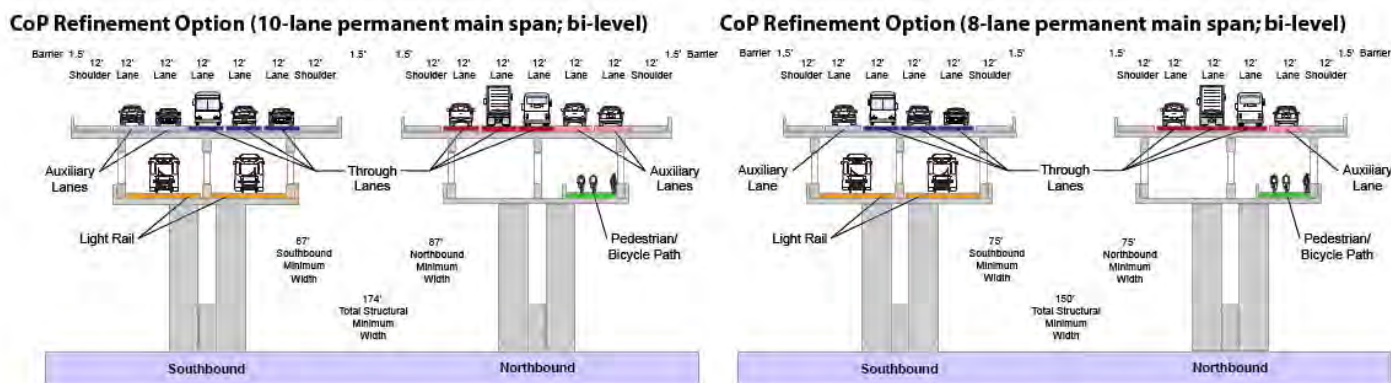 CoP Refinement Option (10-lane permanent main span; bi-level)
Barrier 1.5' 12' Shoulder 12' Lane 12' Lane 12' Lane 12' Lane 12' Lane 12' Shoulder 1.5'
1.5' 12' Shoulder 12' Lane 12' Lane 12' Lane 12' Lane 12' Lane 12' Shoulder 1.5' Barrier
Auxiliary
Lanes
Through
Lanes
Auxiliary
Lanes
Light Rail
Pedestrian/
Bicycle Path
87'
Southbound
Minimum
Width
87'
Northbound
Minimum
Width
174'
Total Structural
Minimum
Width
Southbound
Northbound
CoP Refinement Option (8-lane permanent main span; bi-level)
Barrier 1.5' 12' Shoulder 12' Lane 12' Lane 12' Lane 12' Lane 12' Shoulder 1.5'
1.5' 12' Shoulder 12' Lane 12' Lane 12' Lane 12' Lane 12' Shoulder 1.5' Barrier
Auxiliary
Lane
Through
Lanes
Auxiliary
Lane
Light Rail
Pedestrian/
Bicycle Path
75'
Southbound
Minimum
Width
75'
Northbound
Minimum
Width
150'
Total Structural
Minimum
Width
Southbound
Northbound